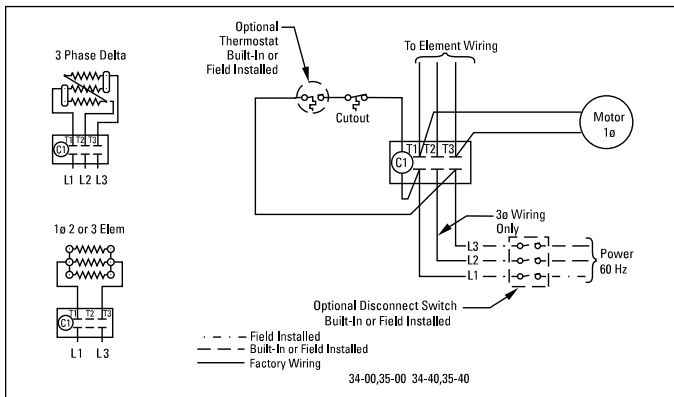 3 Phase Delta
T1 T2 T3
C1
L1 L2 L3
1ø 2 or 3 Elem
T1 T2 T3
C1
L1 L3
Optional
Thermostat
Built-In or
Field Installed
To Element Wiring
Cutout
T1 T2 T3
C1
Motor
1ø
3ø Wiring
Only
L3
L2
L1
Power
60 Hz
Optional Disconnect Switch
Built-In or Field Installed
Field Installed
Built-In or Field Installed
Factory Wiring
34-00,35-00 34-40,35-40